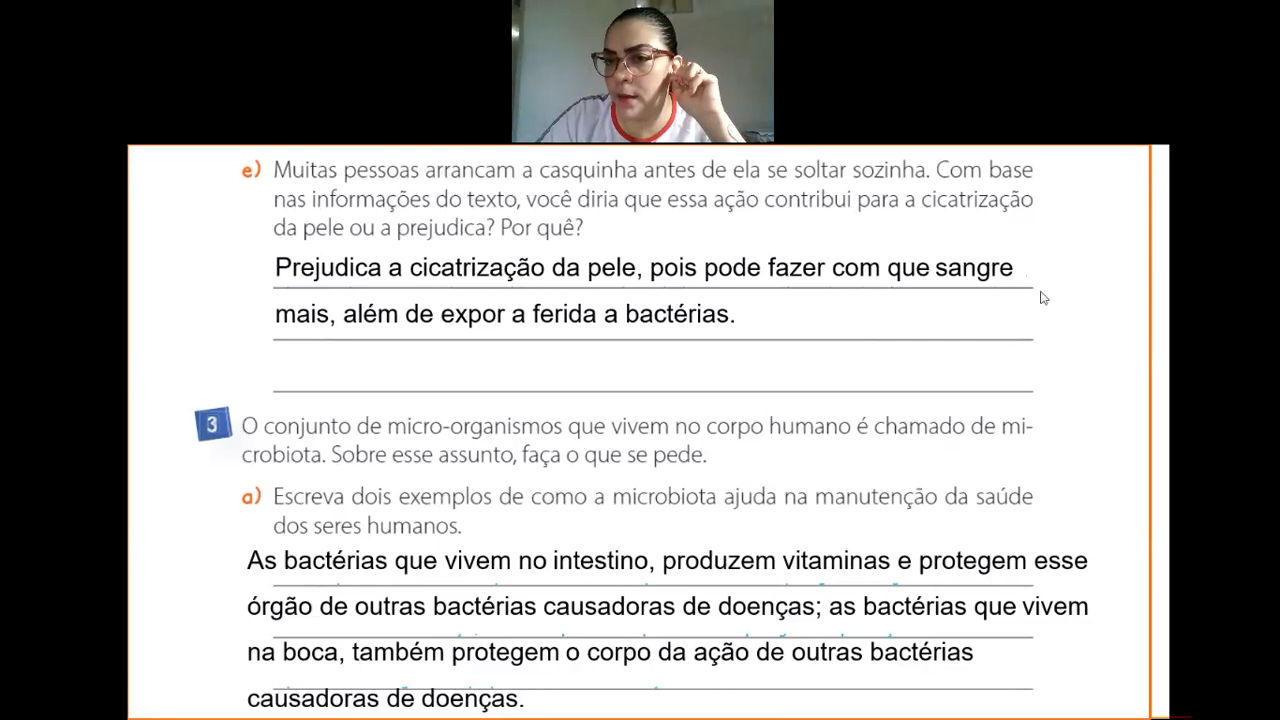 e) Muitas pessoas arrancam a casquinha antes de ela se soltar sozinha. Com base
nas informações do texto, você diria que essa ação contribui para a cicatrização
da pele ou a prejudica? Por quê?
Prejudica a cicatrização da pele, pois pode fazer com que sangre
mais, além de expor a ferida a bactérias.
3 O conjunto de micro-organismos que vivem no corpo humano é chamado de mi-
crobiota. Sobre esse assunto, faça o que se pede.
a) Escreva dois exemplos de como a microbiota ajuda na manutenção da saúde
dos seres humanos.
As bactérias que vivem no intestino, produzem vitaminas e protegem esse
órgão de outras bactérias causadoras de doenças; as bactérias que vivem
na boca, também protegem o corpo da ação de outras bactérias
causadoras de doenças.